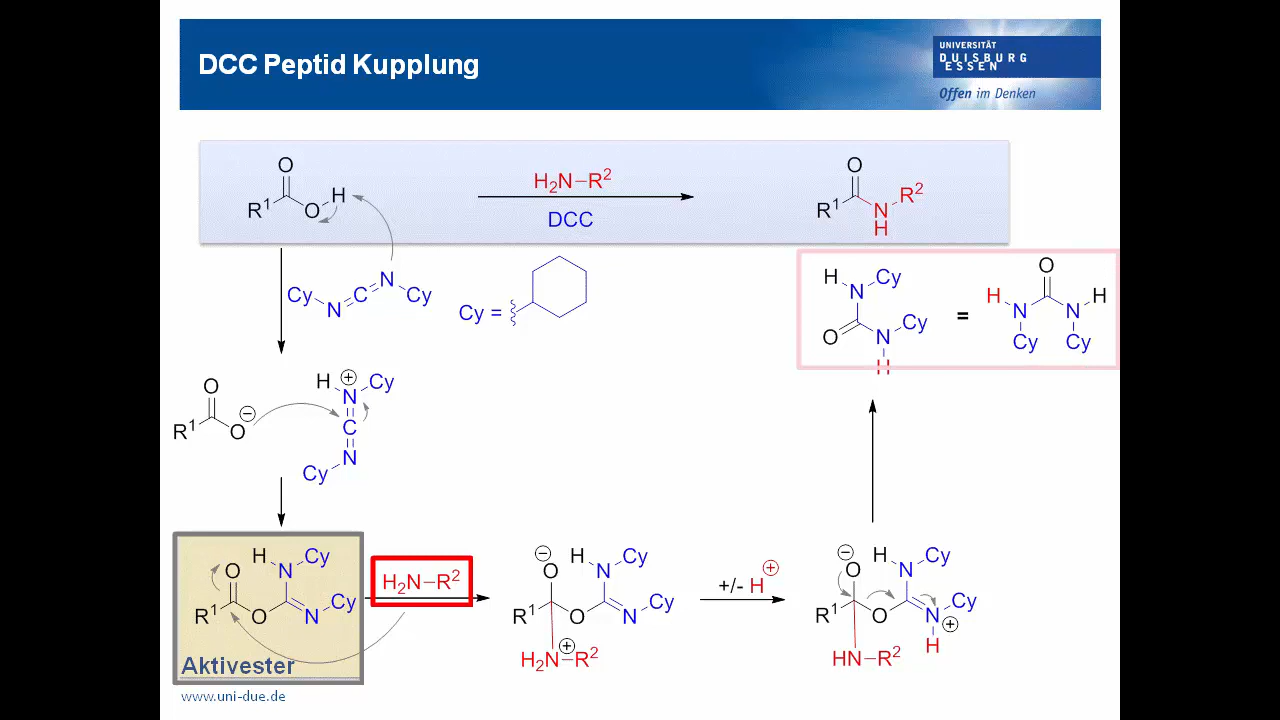 DCC Peptid Kupplung
UNIVERSITÄT
DUISBURG
ESSEN
Offen im Denken
O
R¹ O H
H₂N–R²
DCC
O
R¹ N R²
H
Cy N C N Cy
Cy =
H N Cy
O N Cy
H
=
O
H N N H
Cy Cy
O
R¹ O ⊖
H N ⊕ Cy
C
N
Cy
O H N Cy
R¹ O N Cy
Aktivester
H₂N–R²
⊖ O H N Cy
R¹ O N Cy
⊕
H₂N–R²
+/- H ⊕
⊖ O H N Cy
R¹ O N Cy
⊕
H
HN–R²
www.uni-due.de